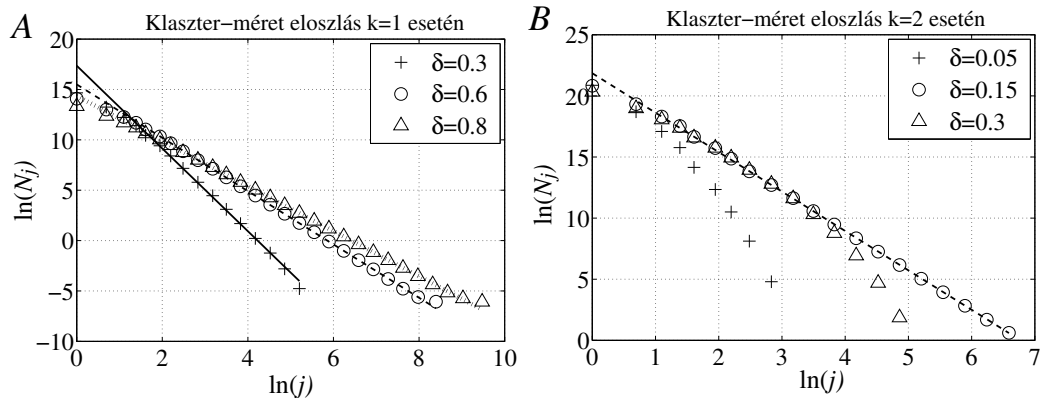 A
Klaszter−méret eloszlás k=1 esetén
20
15
10
5
0
−5
−10
0
2
4
6
8
10
ln(Nj)
ln(j)
δ=0.3
δ=0.6
δ=0.8
B
Klaszter−méret eloszlás k=2 esetén
25
20
15
10
5
0
0
1
2
3
4
5
6
7
ln(Nj)
ln(j)
δ=0.05
δ=0.15
δ=0.3